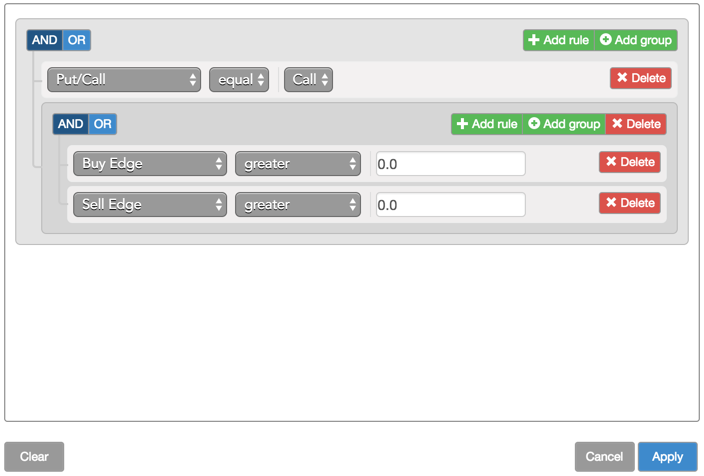 AND OR Add rule Add group
Put/Call equal Call Delete
AND OR Add rule Add group Delete
Buy Edge greater 0.0 Delete
Sell Edge greater 0.0 Delete
Clear Cancel Apply